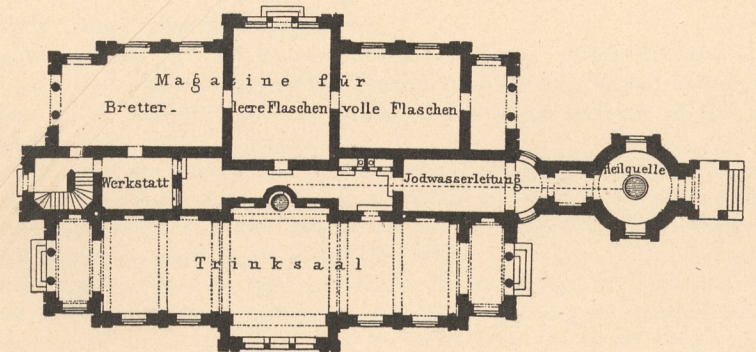 Magazine für
Bretter- leere Flaschen volle Flaschen
Werkstatt
Jodwasserleitung
Heilquelle
Trinksaal